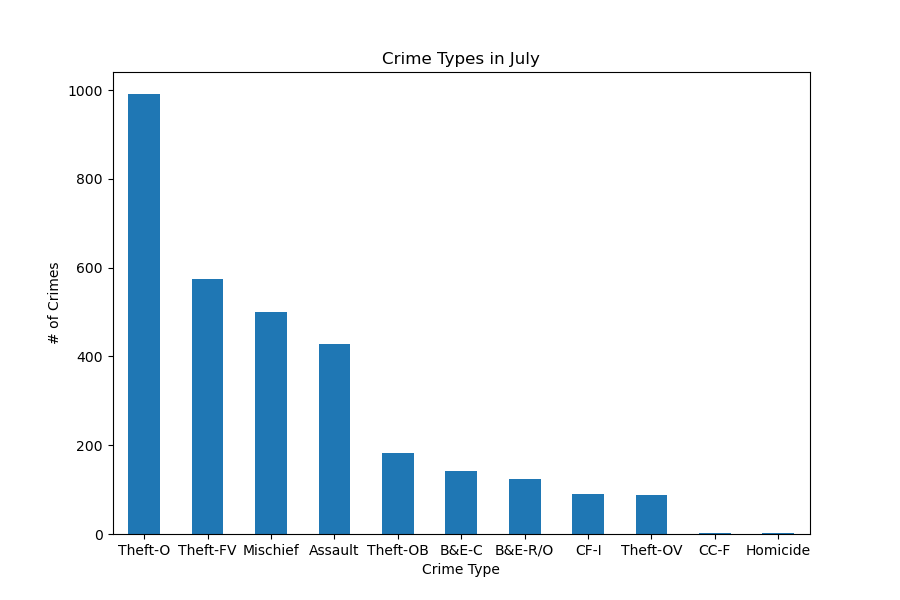 Crime Types in July
# of Crimes
1000
800
600
400
200
0
Theft-O Theft-FV Mischief Assault Theft-OB B&E-C B&E-R/O CF-I Theft-OV CC-F Homicide
Crime Type